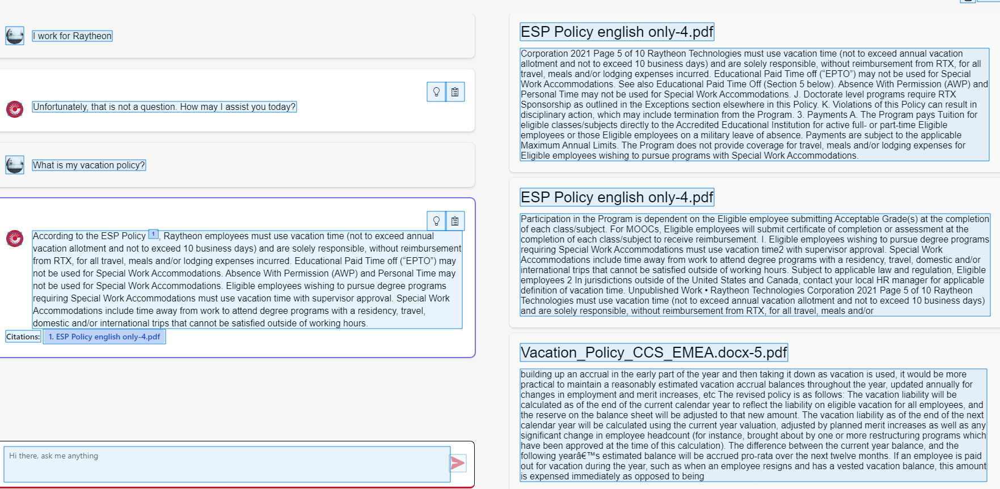 I work for Raytheon
Unfortunately, that is not a question. How may I assist you today?
What is my vacation policy?
According to the ESP Policy 1, Raytheon employees must use vacation time (not to exceed annual
vacation allotment and not to exceed 10 business days) and are solely responsible, without reimbursement
from RTX, for all travel, meals and/or lodging expenses incurred. Educational Paid Time off (“EPTO”) may
not be used for Special Work Accommodations. Absence With Permission (AWP) and Personal Time may
not be used for Special Work Accommodations. Eligible employees wishing to pursue degree programs
requiring Special Work Accommodations must use vacation time with supervisor approval. Special Work
Accommodations include time away from work to attend degree programs with a residency, travel,
domestic and/or international trips that cannot be satisfied outside of working hours.
Citations: 1. ESP Policy english only-4.pdf
Hi there, ask me anything
ESP Policy english only-4.pdf
Corporation 2021 Page 5 of 10 Raytheon Technologies must use vacation time (not to exceed annual vacation
allotment and not to exceed 10 business days) and are solely responsible, without reimbursement from RTX, for all
travel, meals and/or lodging expenses incurred. Educational Paid Time off (“EPTO”) may not be used for Special
Work Accommodations. See also Educational Paid Time Off (Section 5 below). Absence With Permission (AWP) and
Personal Time may not be used for Special Work Accommodations. J. Doctorate level programs require RTX
Sponsorship as outlined in the Exceptions section elsewhere in this Policy. K. Violations of this Policy can result in
disciplinary action, which may include termination from the Program. 3. Payments A. The Program pays Tuition for
eligible classes/subjects directly to the Accredited Educational Institution for active full- or part-time Eligible
employees or those Eligible employees on a military leave of absence. Payments are subject to the applicable
Maximum Annual Limits. The Program does not provide coverage for travel, meals and/or lodging expenses for
Eligible employees wishing to pursue programs with Special Work Accommodations.
ESP Policy english only-4.pdf
Participation in the Program is dependent on the Eligible employee submitting Acceptable Grade(s) at the completion
of each class/subject. For MOOCs, Eligible employees will submit certificate of completion or assessment at the
completion of each class/subject to receive reimbursement. I. Eligible employees wishing to pursue degree programs
requiring Special Work Accommodations must use vacation time2 with supervisor approval. Special Work
Accommodations include time away from work to attend degree programs with a residency, travel, domestic and/or
international trips that cannot be satisfied outside of working hours. Subject to applicable law and regulation, Eligible
employees 2 In jurisdictions outside of the United States and Canada, contact your local HR manager for applicable
definition of vacation time. Unpublished Work • Raytheon Technologies Corporation 2021 Page 5 of 10 Raytheon
Technologies must use vacation time (not to exceed annual vacation allotment and not to exceed 10 business days)
and are solely responsible, without reimbursement from RTX, for all travel, meals and/or
Vacation_Policy_CCS_EMEA.docx-5.pdf
building up an accrual in the early part of the year and then taking it down as vacation is used, it would be more
practical to maintain a reasonably estimated vacation accrual balances throughout the year, updated annually for
changes in employment and merit increases, etc The revised policy is as follows: The vacation liability will be
calculated as of the end of the current calendar year to reflect the liability on eligible vacation for all employees, and
the reserve on the balance sheet will be adjusted to that new amount. The vacation liability as of the end of the next
calendar year will be calculated using the current year valuation, adjusted by planned merit increases as well as any
significant change in employee headcount (for instance, brought about by one or more restructuring programs which
have been approved at the time of this calculation). The difference between the current year balance, and the
following yearâ€™s estimated balance will be accrued pro-rata over the next twelve months. If an employee is paid
out for vacation during the year, such as when an employee resigns and has a vested vacation balance, this amount
is expensed immediately as opposed to being